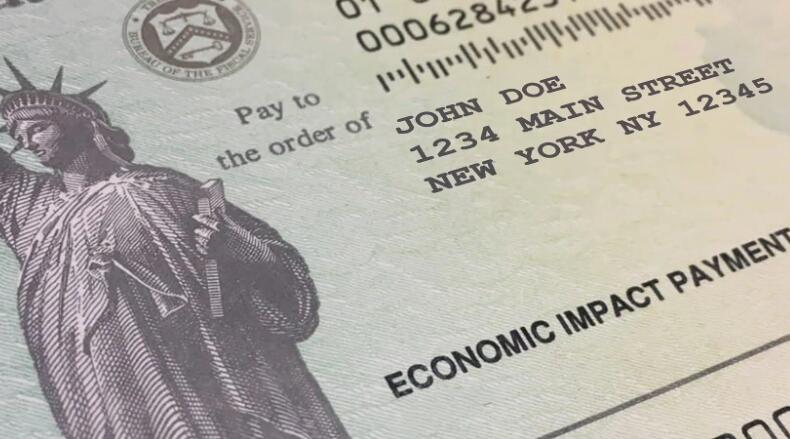 BUREAU OF THE FISCAL SERVICE
Pay to
the order of
JOHN DOE
1234 MAIN STREET
NEW YORK NY 12345
ECONOMIC IMPACT PAYMENT